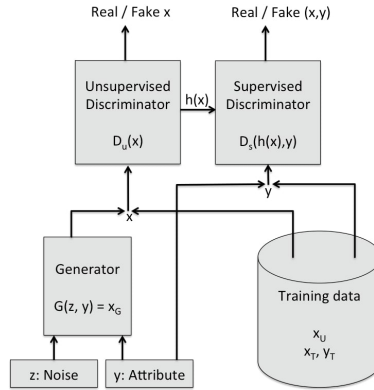 Real / Fake x
Real / Fake (x,y)
Unsupervised
Discriminator
D_u(x)
h(x)
Supervised
Discriminator
D_s(h(x),y)
x
y
Generator
G(z, y) = x_G
Training data
x_U
x_T, y_T
z: Noise
y: Attribute